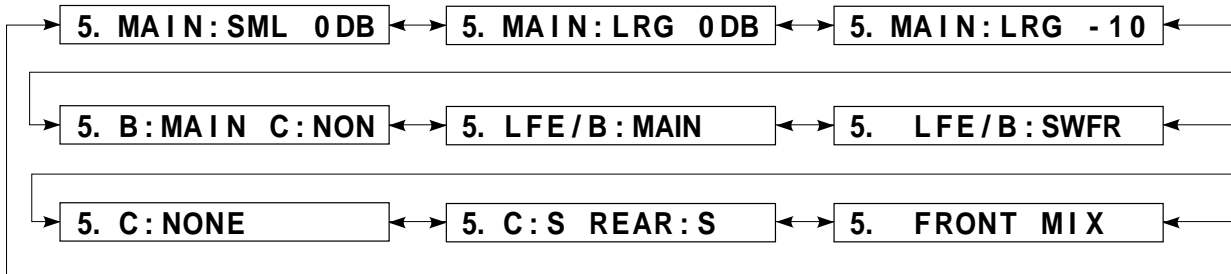 5. MAIN:SML 0DB
5. MAIN:LRG 0DB
5. MAIN:LRG -10
5. B:MAIN C:NON
5. LFE/B:MAIN
5. LFE/B:SWFR
5. C:NONE
5. C:S REAR:S
5. FRONT MIX